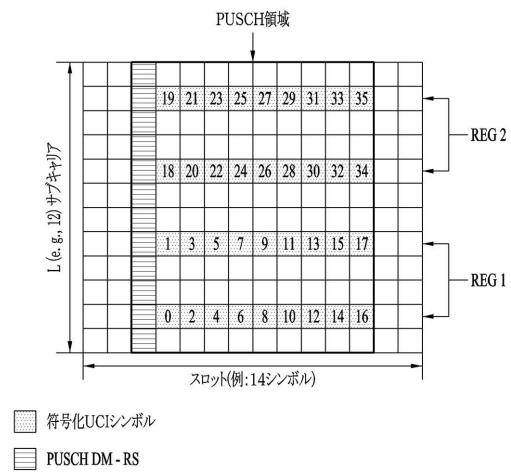 PUSCH領域
19 21 23 25 27 29 31 33 35
REG 2
18 20 22 24 26 28 30 32 34
L (e. g., 12) サブキャリア
1 3 5 7 9 11 13 15 17
REG 1
0 2 4 6 8 10 12 14 16
スロット(例:14シンボル)
符号化UCIシンボル
PUSCH DM - RS